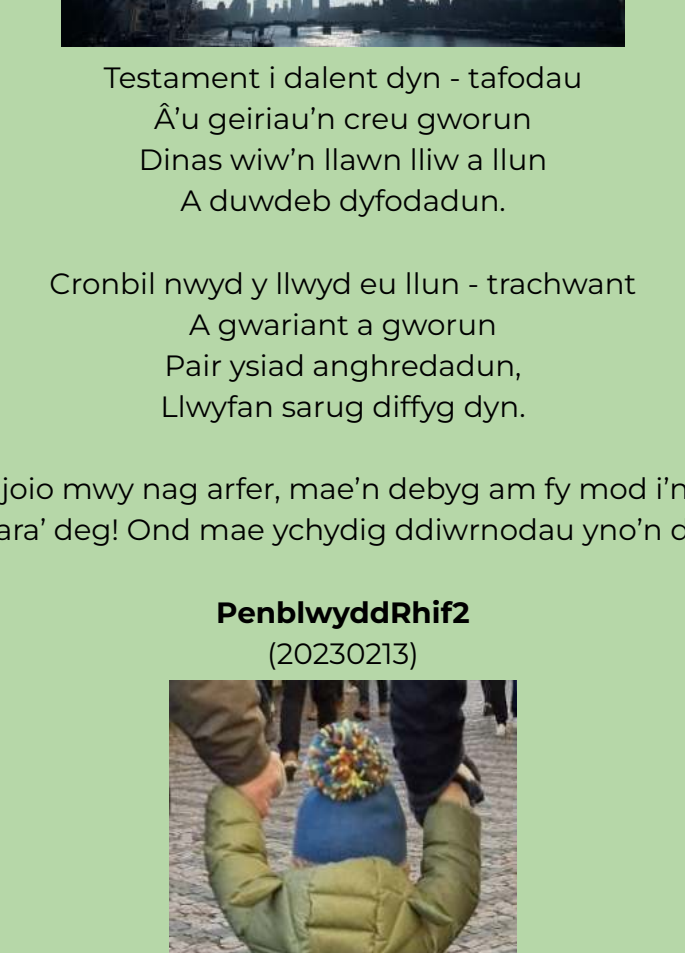 Testament i dalent dyn - tafodau
Â’u geiriau’n creu gworun
Dinas wiw’n llawn lliw a llun
A duwdeb dyfodadun.
Cronbil nwyd y llwyd eu llun - trachwant
A gwariant a gworun
Pair ysiad anghredadun,
Llwyfan sarug diffyg dyn.
joio mwy nag arfer, mae’n debyg am fy mod i’n
ara’ deg! Ond mae ychydig ddiwrnodau yno’n
PenblwyddRhif2
(20230213)